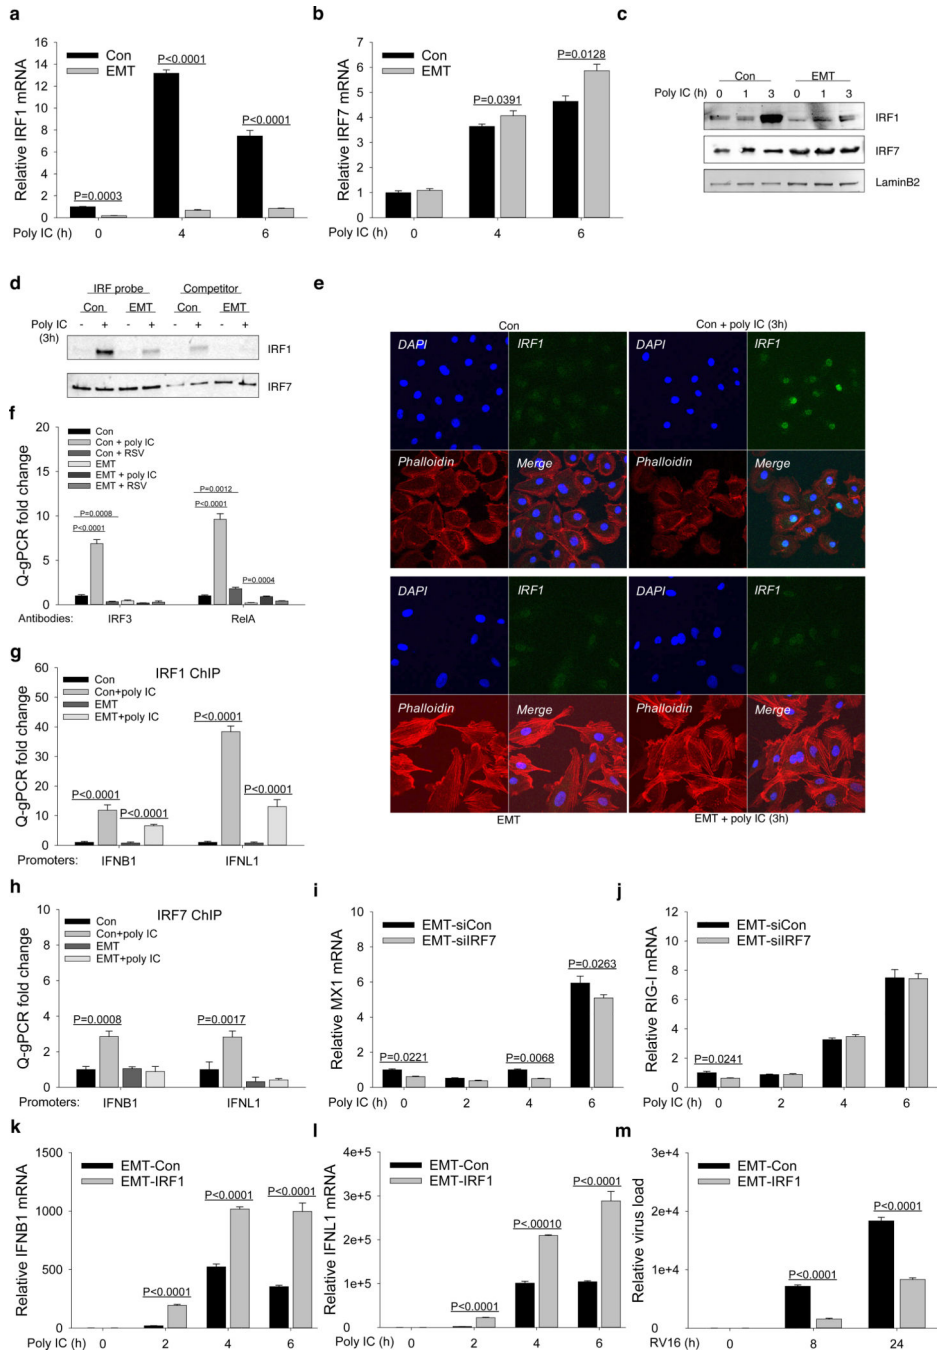 a
Relative IRF1 mRNA
16
14
12
10
8
6
4
2
0
Con
EMT
P<0.0001
P<0.0001
P=0.0003
Poly IC (h) 0 4 6
b
Relative IRF7 mRNA
7
6
5
4
3
2
1
0
Con
EMT
P=0.0128
P=0.0391
Poly IC (h) 0 4 6
c
Con EMT
Poly IC (h) 0 1 3 0 1 3
IRF1
IRF7
LaminB2
d
IRF probe Competitor
Con EMT Con EMT
Poly IC (3h) - + - + - + - +
IRF1
IRF7
e
Con Con + poly IC (3h)
DAPI IRF1 DAPI IRF1
Phalloidin Merge Phalloidin Merge
DAPI IRF1 DAPI IRF1
Phalloidin Merge Phalloidin Merge
EMT EMT + poly IC (3h)
f
Q-gPCR fold change
20
15
10
5
0
Con
Con + poly IC
Con + RSV
EMT
EMT + poly IC
EMT + RSV
P=0.0012
P<0.0001
P=0.0008
P<0.0001
P=0.0004
Antibodies: IRF3 RelA
g
IRF1 ChIP
Q-gPCR fold change
60
50
40
30
20
10
0
Con
Con+poly IC
EMT
EMT+poly IC
P<0.0001
P<0.0001
P<0.0001
P<0.0001
Promoters: IFNB1 IFNL1
h
IRF7 ChIP
Q-gPCR fold change
10
8
6
4
2
0
Con
Con+poly IC
EMT
EMT+poly IC
P=0.0008
P=0.0017
Promoters: IFNB1 IFNL1
i
Relative MX1 mRNA
10
8
6
4
2
0
EMT-siCon
EMT-siIRF7
P=0.0263
P=0.0221
P=0.0068
Poly IC (h) 0 2 4 6
j
Relative RIG-I mRNA
12
10
8
6
4
2
0
EMT-siCon
EMT-siIRF7
P=0.0241
Poly IC (h) 0 2 4 6
k
Relative IFNB1 mRNA
1500
1000
500
0
EMT-Con
EMT-IRF1
P<0.0001
P<0.0001
P<0.0001
Poly IC (h) 0 2 4 6
l
Relative IFNL1 mRNA
4e+5
3e+5
2e+5
1e+5
0
EMT-Con
EMT-IRF1
P<0.0001
P<.00010
P<0.0001
Poly IC (h) 0 2 4 6
m
Relative virus load
3e+4
2e+4
1e+4
0
EMT-Con
EMT-IRF1
P<0.0001
P<0.0001
RV16 (h) 0 8 24